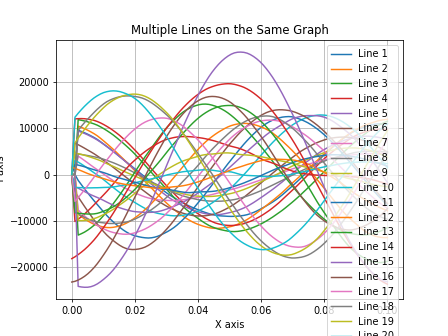 Multiple Lines on the Same Graph
20000
10000
0
−10000
−20000
0.00
0.02
0.04
0.06
X axis
Line 1
Line 2
Line 3
Line 4
Line 5
Line 6
Line 7
Line 8
Line 9
Line 10
Line 11
Line 12
Line 13
Line 14
Line 15
Line 16
Line 17
Line 18
Line 19
Line 20